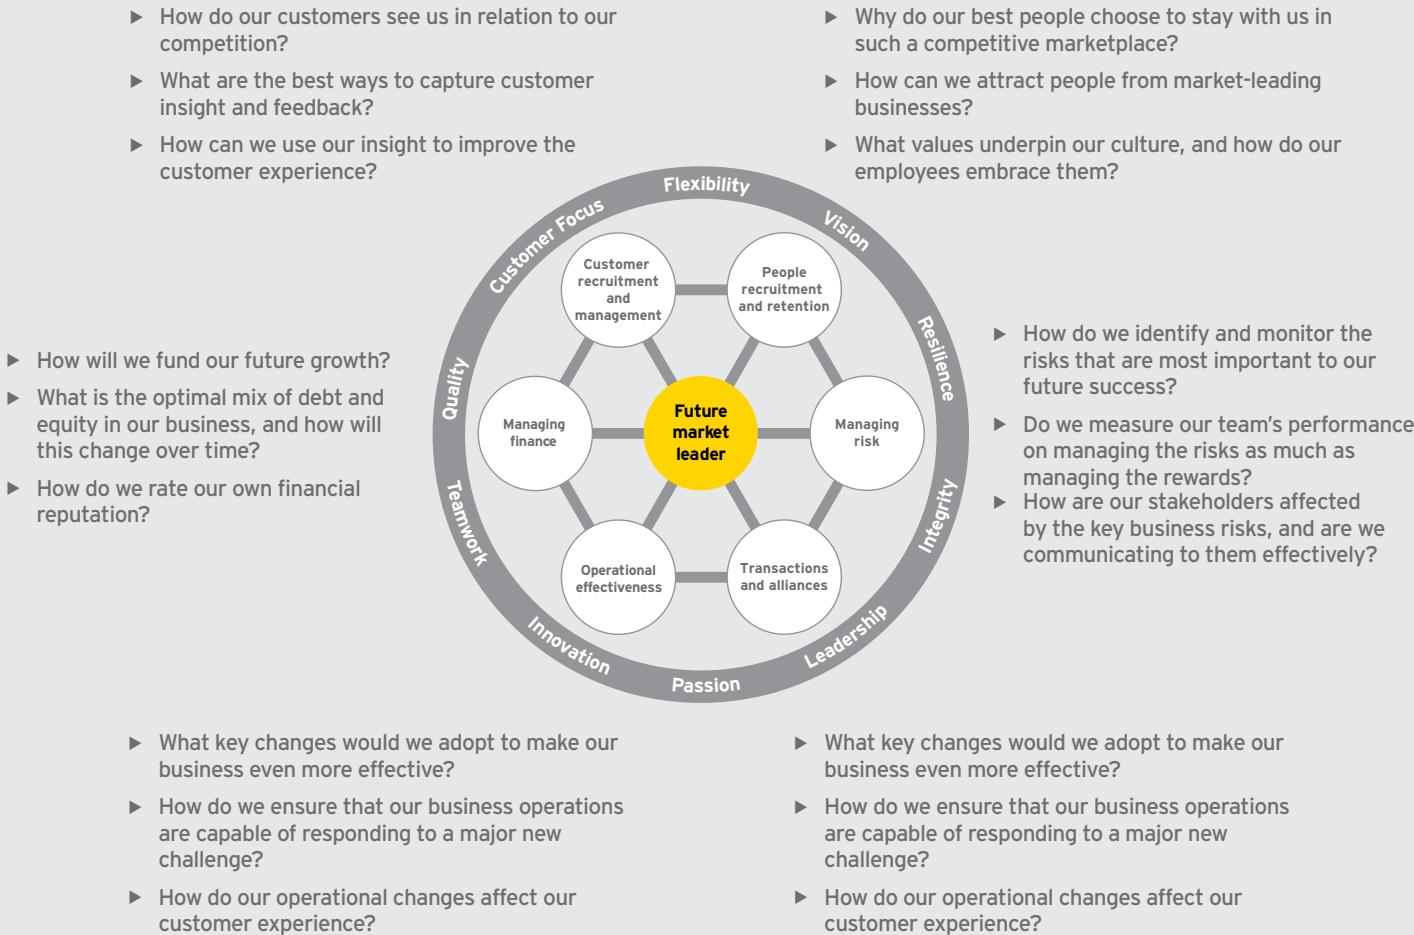 ▶ How do our customers see us in relation to our
competition?
▶ What are the best ways to capture customer
insight and feedback?
▶ How can we use our insight to improve the
customer experience?
▶ Why do our best people choose to stay with us in
such a competitive marketplace?
▶ How can we attract people from market-leading
businesses?
▶ What values underpin our culture, and how do our
employees embrace them?
Flexibility
Vision
Resilience
Integrity
Leadership
Passion
Innovation
Teamwork
Quality
Customer Focus
Customer
recruitment
and
management
People
recruitment
and retention
Managing
finance
Future
market
leader
Managing
risk
Operational
effectiveness
Transactions
and alliances
▶ How will we fund our future growth?
▶ What is the optimal mix of debt and
equity in our business, and how will
this change over time?
▶ How do we rate our own financial
reputation?
▶ How do we identify and monitor the
risks that are most important to our
future success?
▶ Do we measure our team’s performance
on managing the risks as much as
managing the rewards?
▶ How are our stakeholders affected
by the key business risks, and are we
communicating to them effectively?
▶ What key changes would we adopt to make our
business even more effective?
▶ How do we ensure that our business operations
are capable of responding to a major new
challenge?
▶ How do our operational changes affect our
customer experience?
▶ What key changes would we adopt to make our
business even more effective?
▶ How do we ensure that our business operations
are capable of responding to a major new
challenge?
▶ How do our operational changes affect our
customer experience?